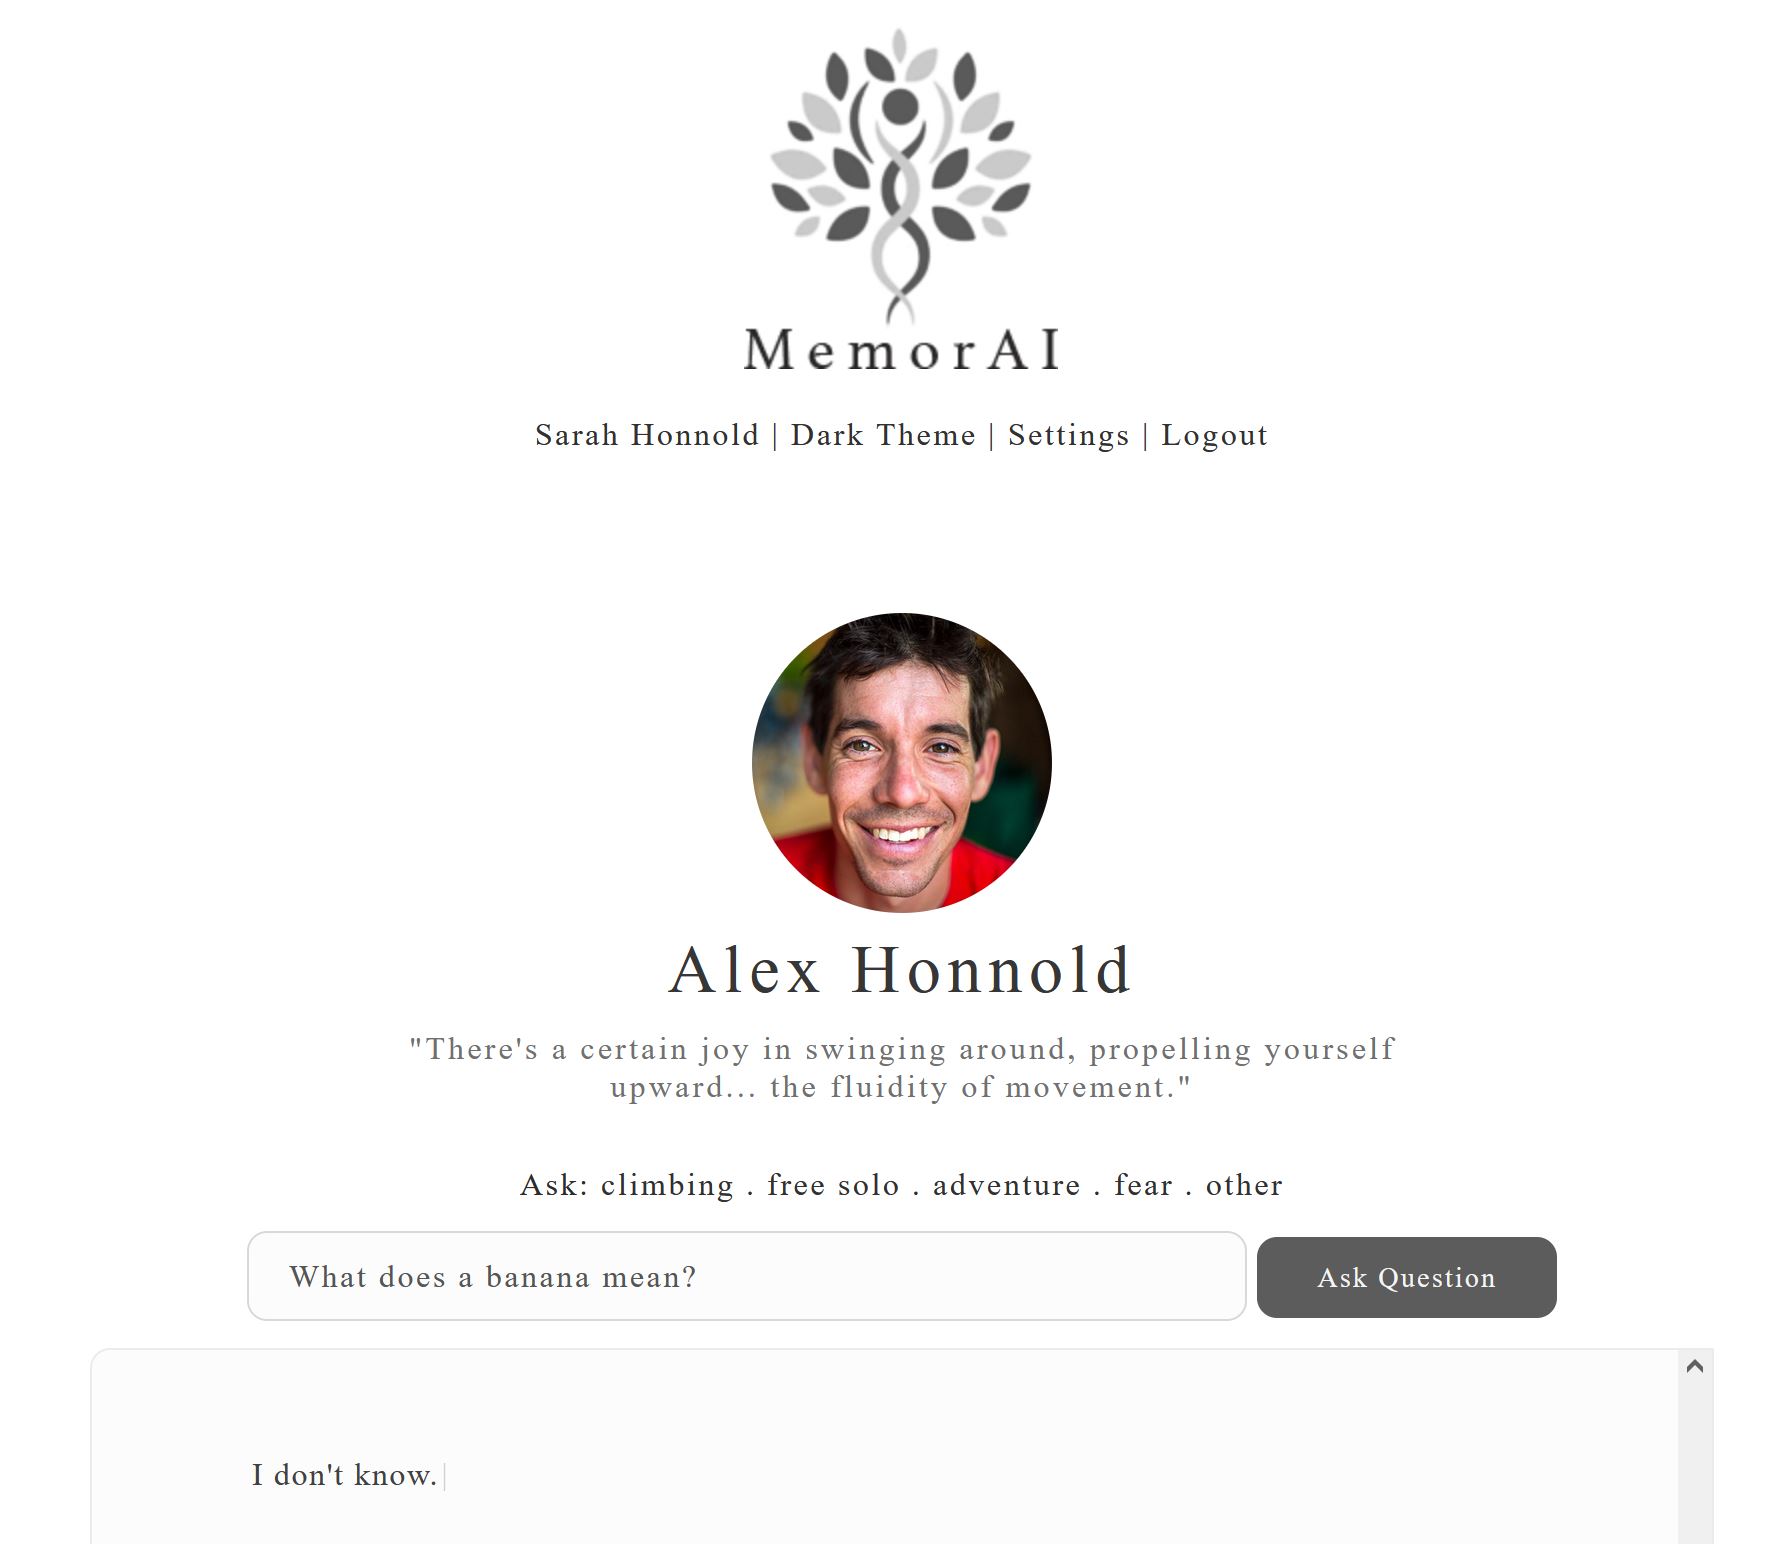 MemorAI
Sarah Honnold | Dark Theme | Settings | Logout
Alex Honnold
"There's a certain joy in swinging around, propelling yourself
upward... the fluidity of movement."
Ask: climbing . free solo . adventure . fear . other
What does a banana mean?
Ask Question
I don't know.